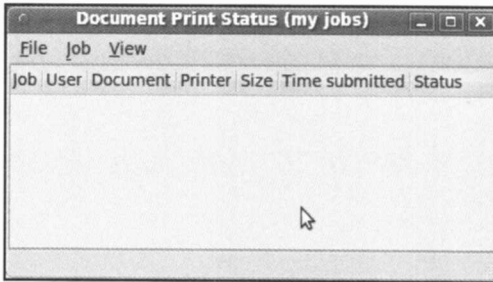 Document Print Status (my jobs)
File Job View
Job User Document Printer Size Time submitted Status